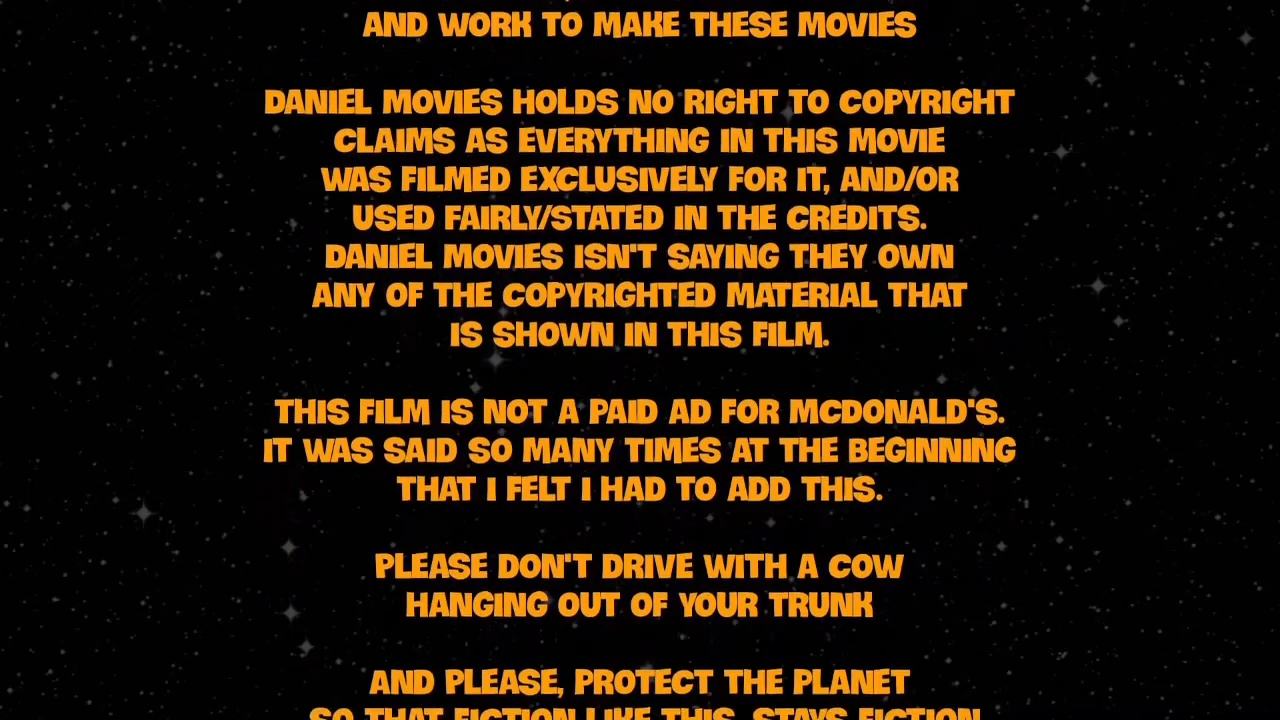 AND WORK TO MAKE THESE MOVIES
DANIEL MOVIES HOLDS NO RIGHT TO COPYRIGHT
CLAIMS AS EVERYTHING IN THIS MOVIE
WAS FILMED EXCLUSIVELY FOR IT, AND/OR
USED FAIRLY/STATED IN THE CREDITS.
DANIEL MOVIES ISN'T SAYING THEY OWN
ANY OF THE COPYRIGHTED MATERIAL THAT
IS SHOWN IN THIS FILM.
THIS FILM IS NOT A PAID AD FOR MCDONALD'S.
IT WAS SAID SO MANY TIMES AT THE BEGINNING
THAT I FELT I HAD TO ADD THIS.
PLEASE DON'T DRIVE WITH A COW
HANGING OUT OF YOUR TRUNK
AND PLEASE, PROTECT THE PLANET
SO THAT FICTION LIKE THIS, STAYS FICTION